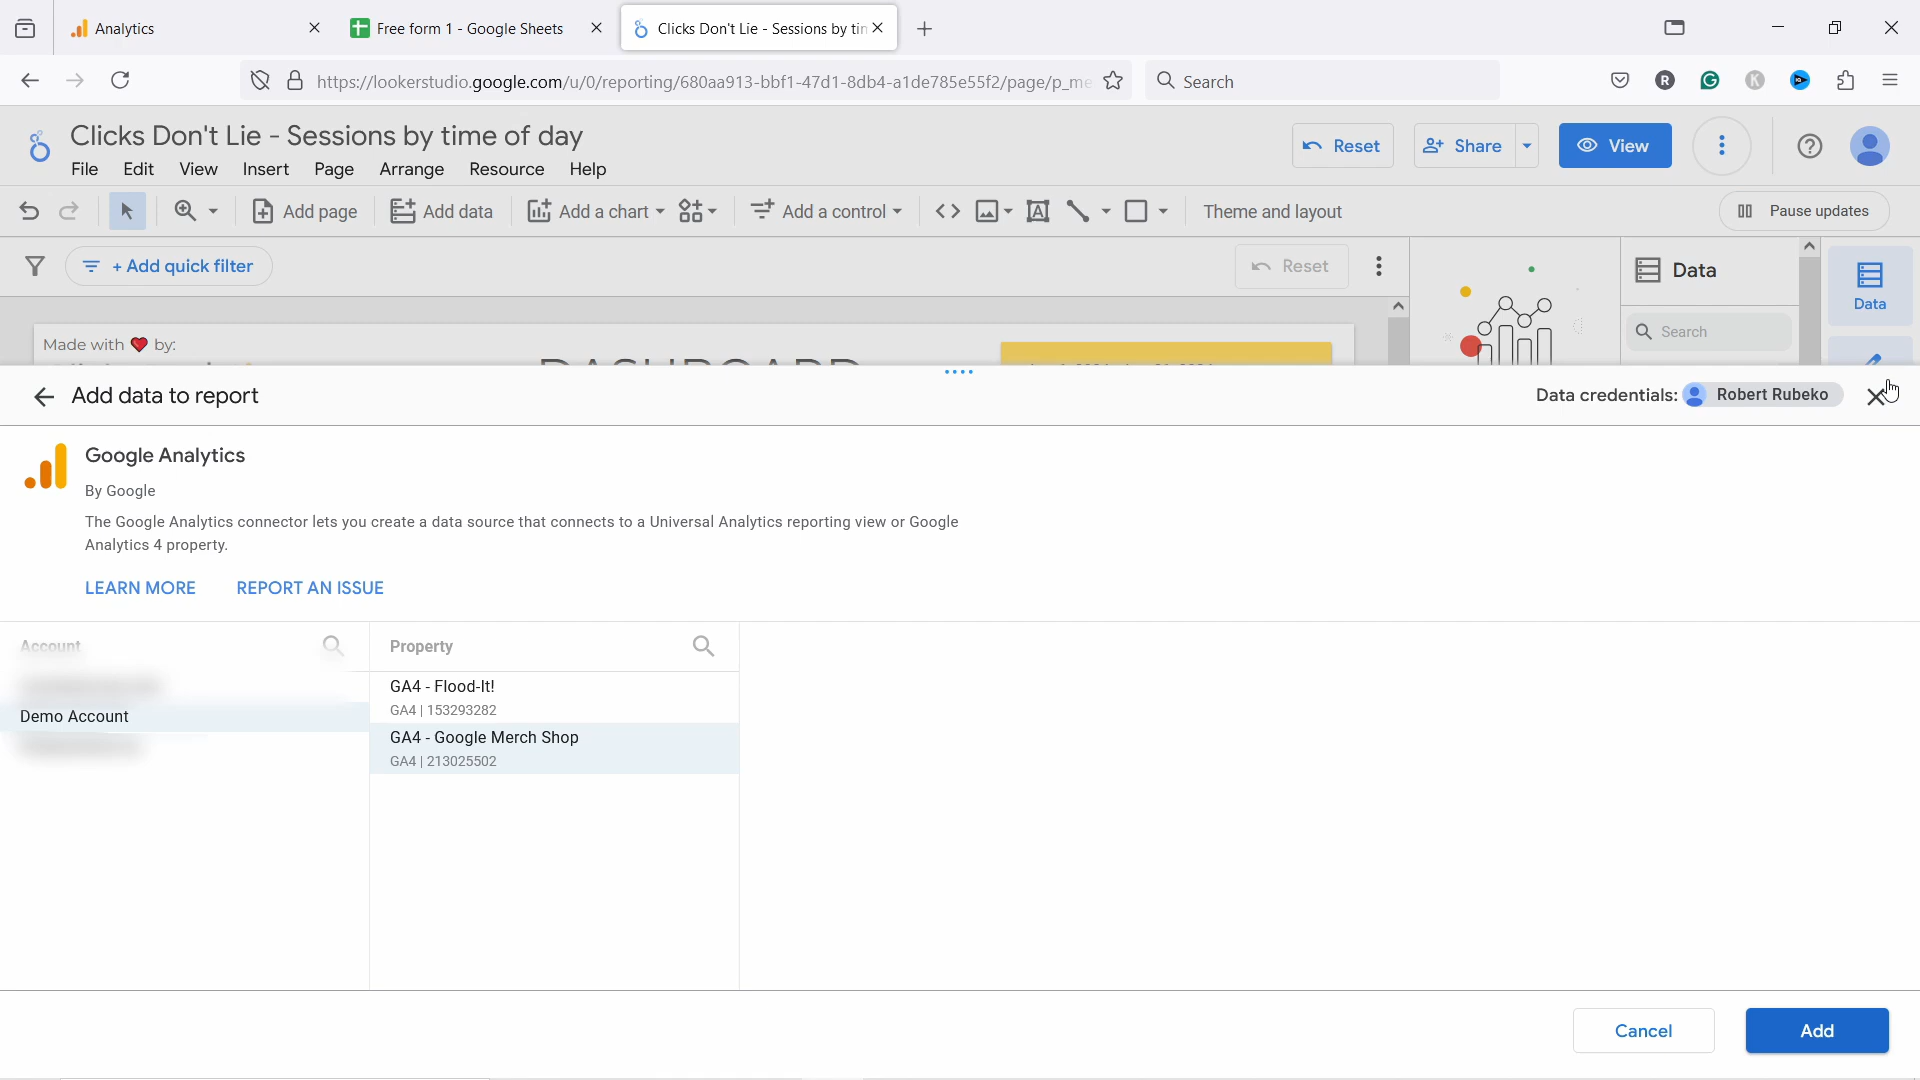 Analytics
Free form 1 - Google Sheets
Clicks Don't Lie - Sessions by tin
https://lookerstudio.google.com/u/0/reporting/680aa913-bbf1-47d1-8db4-a1de785e55f2/page/p_me
Search
Clicks Don't Lie - Sessions by time of day
File Edit View Insert Page Arrange Resource Help
Reset
Share
View
Add page
Add data
Add a chart
Add a control
Theme and layout
Pause updates
+ Add quick filter
Reset
Data
Data
Search
Made with ❤ by:
DASHBOARD
Add data to report
Data credentials: Robert Rubeko
Google Analytics
By Google
The Google Analytics connector lets you create a data source that connects to a Universal Analytics reporting view or Google
Analytics 4 property.
LEARN MORE
REPORT AN ISSUE
Account
Demo Account
Property
GA4 - Flood-It!
GA4 | 153293282
GA4 - Google Merch Shop
GA4 | 213025502
Cancel
Add